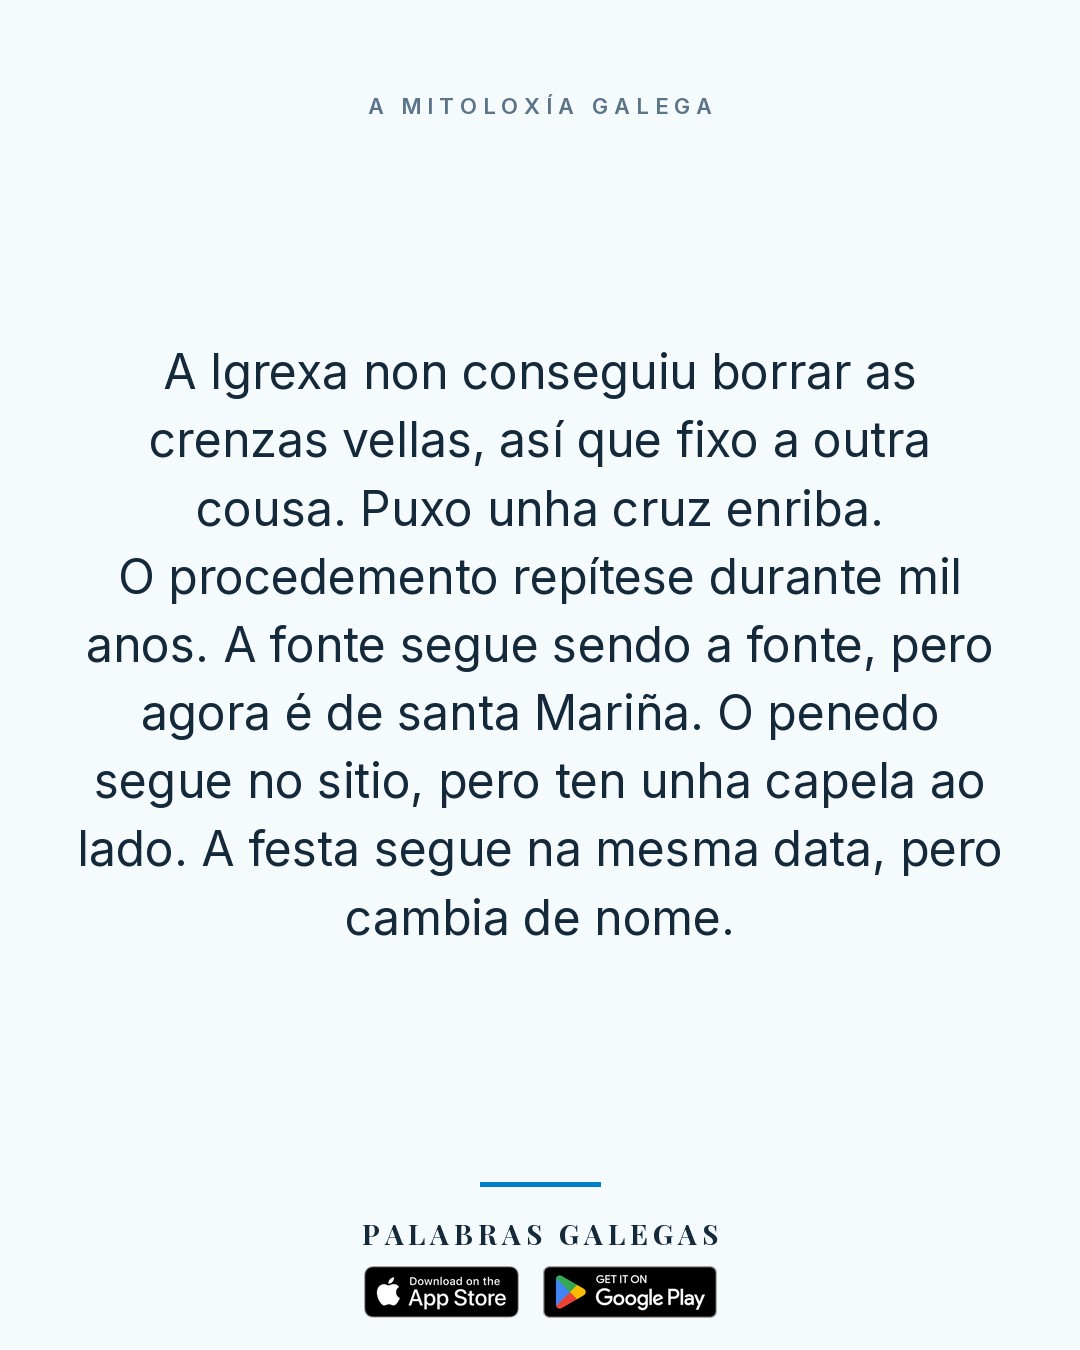 A MITOLOXÍA GALEGA
A Igrexa non conseguiu borrar as
crenzas vellas, así que fixo a outra
cousa. Puxo unha cruz enriba.
O procedemento repítese durante mil
anos. A fonte segue sendo a fonte, pero
agora é de santa Mariña. O penedo
segue no sitio, pero ten unha capela ao
lado. A festa segue na mesma data, pero
cambia de nome.
PALABRAS GALEGAS
Download on the
App Store
GET IT ON
Google Play